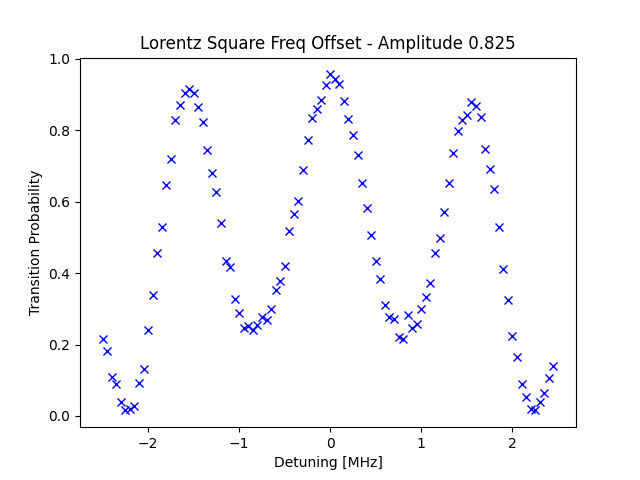 Lorentz Square Freq Offset - Amplitude 0.825
1.0
0.8
0.6
0.4
0.2
0.0
Transition Probability
−2 −1 0 1 2
Detuning [MHz]